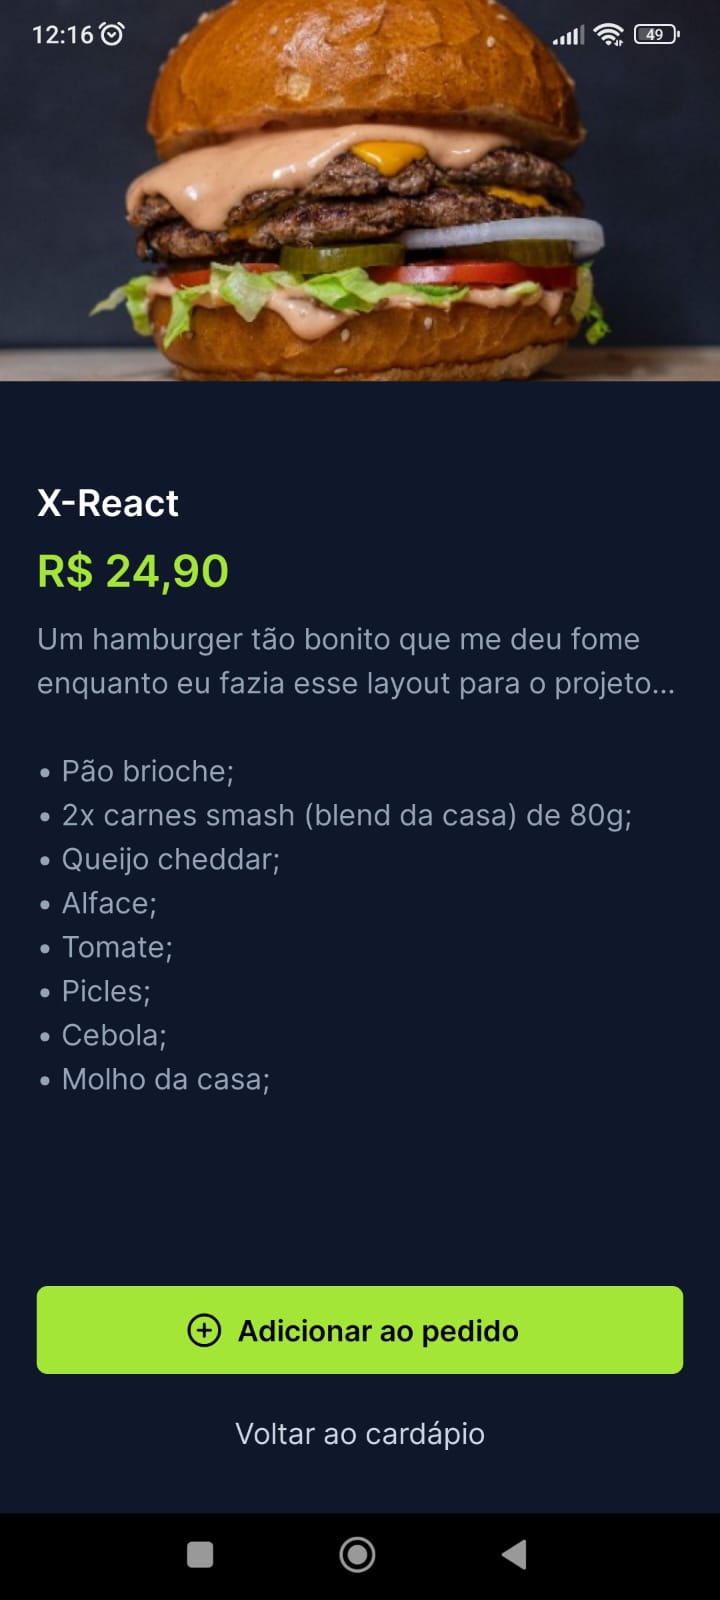 12:16
49
X-React
R$ 24,90
Um hamburger tão bonito que me deu fome
enquanto eu fazia esse layout para o projeto...
• Pão brioche;
• 2x carnes smash (blend da casa) de 80g;
• Queijo cheddar;
• Alface;
• Tomate;
• Picles;
• Cebola;
• Molho da casa;
Adicionar ao pedido
Voltar ao cardápio